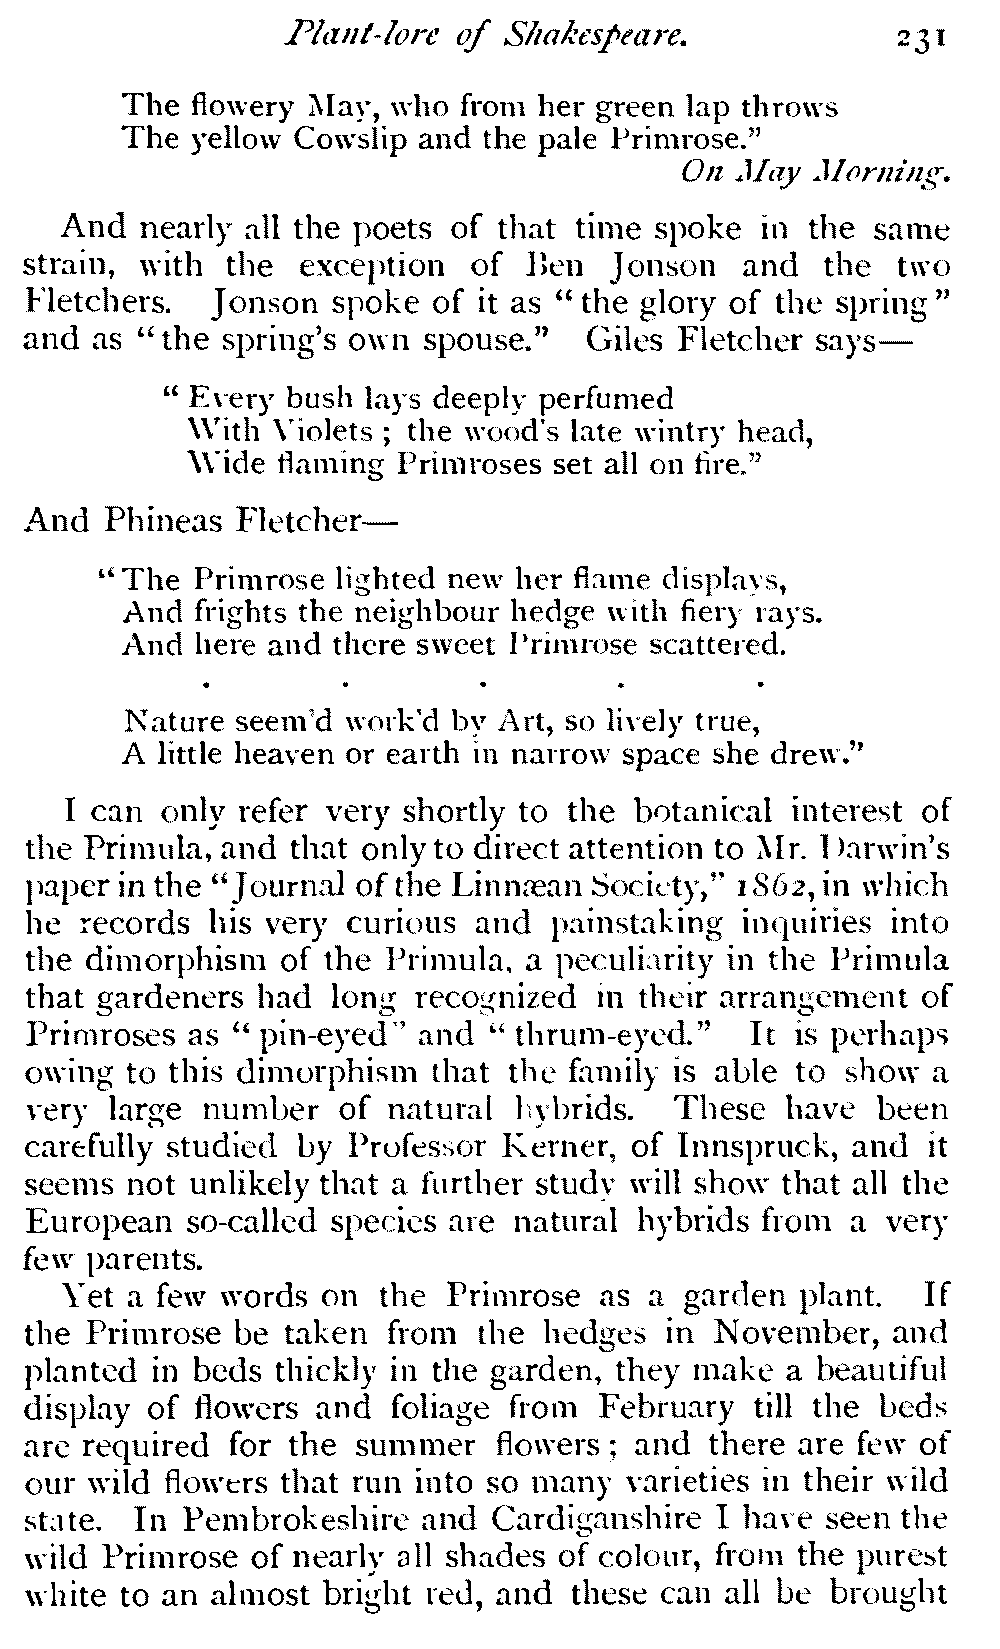 Plant-lore of Shakespeare. 231
The flowery May, who from her green lap throws
The yellow Cowslip and the pale Primrose."
On May Morning.
And nearly all the poets of that time spoke in the same
strain, with the exception of Ben Jonson and the two
Fletchers. Jonson spoke of it as "the glory of the spring"
and as "the spring's own spouse." Giles Fletcher says—
"Every bush lays deeply perfumed
With Violets; the wood's late wintry head,
Wide flaming Primroses set all on fire."
And Phineas Fletcher—
"The Primrose lighted new her flame displays,
And frights the neighbour hedge with fiery rays.
And here and there sweet Primrose scattered.
. . . . .
Nature seem'd work'd by Art, so lively true,
A little heaven or earth in narrow space she drew."
I can only refer very shortly to the botanical interest of
the Primula, and that only to direct attention to Mr. Darwin's
paper in the "Journal of the Linnæan Society," 1862, in which
he records his very curious and painstaking inquiries into
the dimorphism of the Primula, a peculiarity in the Primula
that gardeners had long recognized in their arrangement of
Primroses as "pin-eyed" and "thrum-eyed." It is perhaps
owing to this dimorphism that the family is able to show a
very large number of natural hybrids. These have been
carefully studied by Professor Kerner, of Innspruck, and it
seems not unlikely that a further study will show that all the
European so-called species are natural hybrids from a very
few parents.
Yet a few words on the Primrose as a garden plant. If
the Primrose be taken from the hedges in November, and
planted in beds thickly in the garden, they make a beautiful
display of flowers and foliage from February till the beds
are required for the summer flowers; and there are few of
our wild flowers that run into so many varieties in their wild
state. In Pembrokeshire and Cardiganshire I have seen the
wild Primrose of nearly all shades of colour, from the purest
white to an almost bright red, and these can all be brought